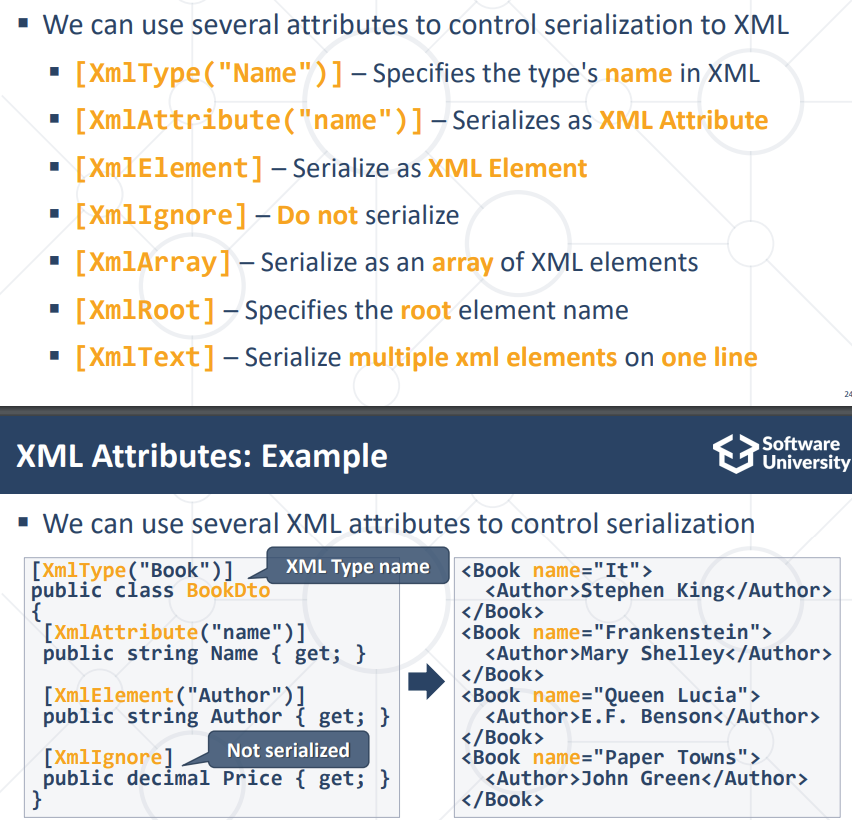 ▪ We can use several attributes to control serialization to XML
▪ [XmlType("Name")] – Specifies the type's name in XML
▪ [XmlAttribute("name")] – Serializes as XML Attribute
▪ [XmlElement] – Serialize as XML Element
▪ [XmlIgnore] – Do not serialize
▪ [XmlArray] – Serialize as an array of XML elements
▪ [XmlRoot] – Specifies the root element name
▪ [XmlText] – Serialize multiple xml elements on one line
24
XML Attributes: Example
Software
University
▪ We can use several XML attributes to control serialization
[XmlType("Book")]
XML Type name
public class BookDto
{
[XmlAttribute("name")]
public string Name { get; }
[XmlElement("Author")]
public string Author { get; }
[XmlIgnore]
Not serialized
public decimal Price { get; }
}
<Book name="It">
<Author>Stephen King</Author>
</Book>
<Book name="Frankenstein">
<Author>Mary Shelley</Author>
</Book>
<Book name="Queen Lucia">
<Author>E.F. Benson</Author>
</Book>
<Book name="Paper Towns">
<Author>John Green</Author>
</Book>